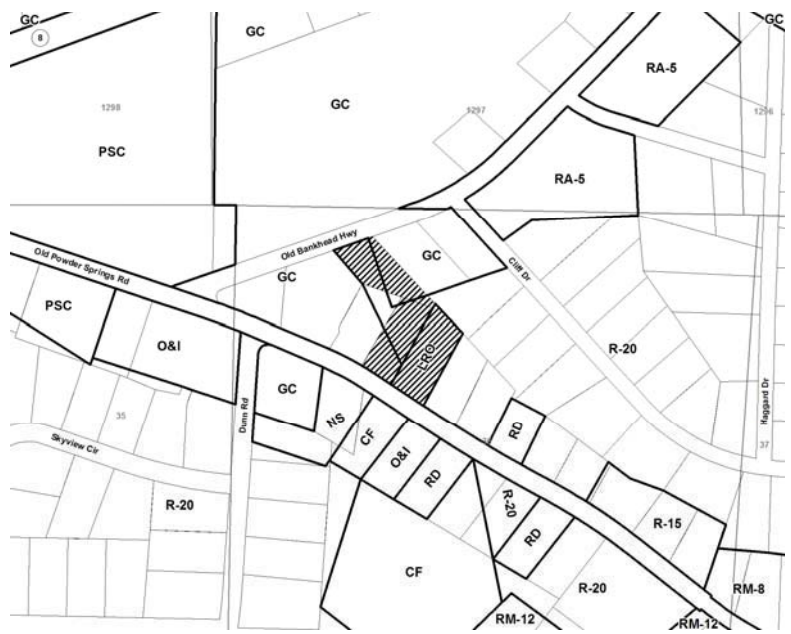 GC
8
GC
GC
GC
RA-5
1298
1297
1296
PSC
RA-5
Old Bankhead Hwy
Old Powder Springs Rd
GC
GC
Cliff Dr
PSC
O&I
R-20
LRO
Haggard Dr
GC
NS
Dunn Rd
CF
RD
35
O&I
37
Skyview Cir
RD
R-20
R-20
R-15
RD
CF
R-20
RM-8
RM-12
RM-12